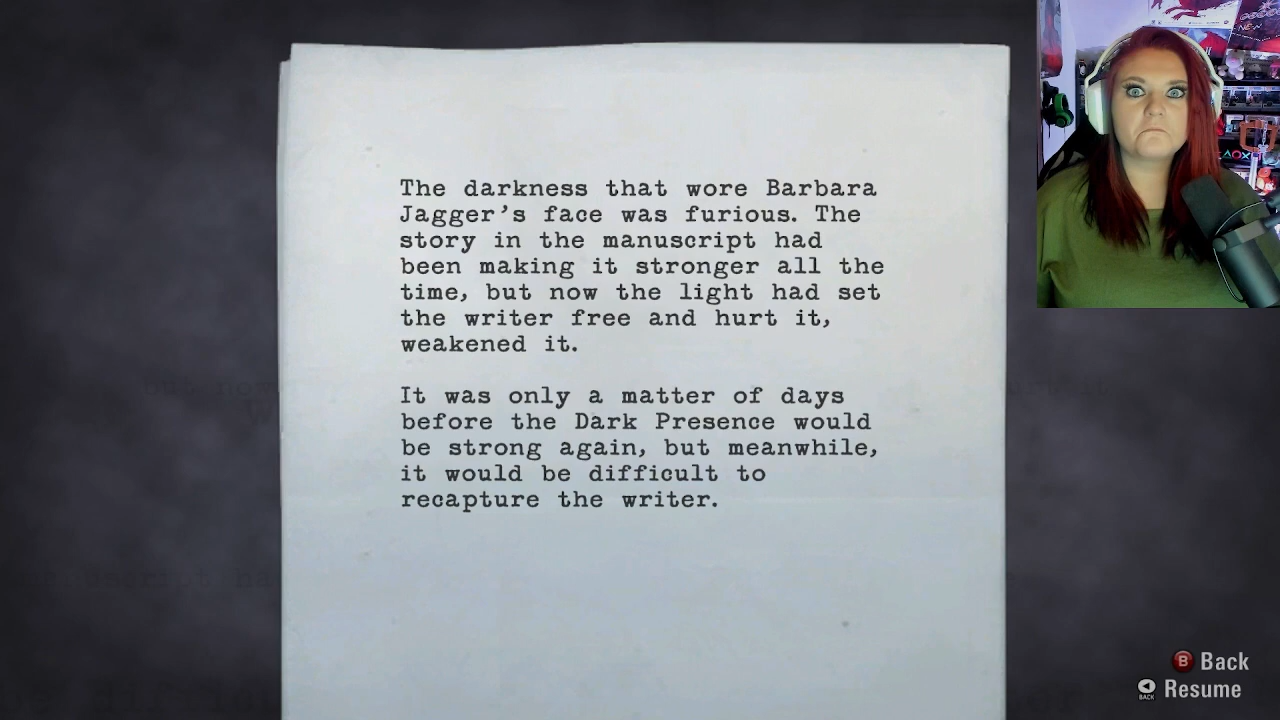 The darkness that wore Barbara
Jagger's face was furious. The
story in the manuscript had
been making it stronger all the
time, but now the light had set
the writer free and hurt it,
weakened it.
It was only a matter of days
before the Dark Presence would
be strong again, but meanwhile,
it would be difficult to
recapture the writer.
B Back
BACK Resume